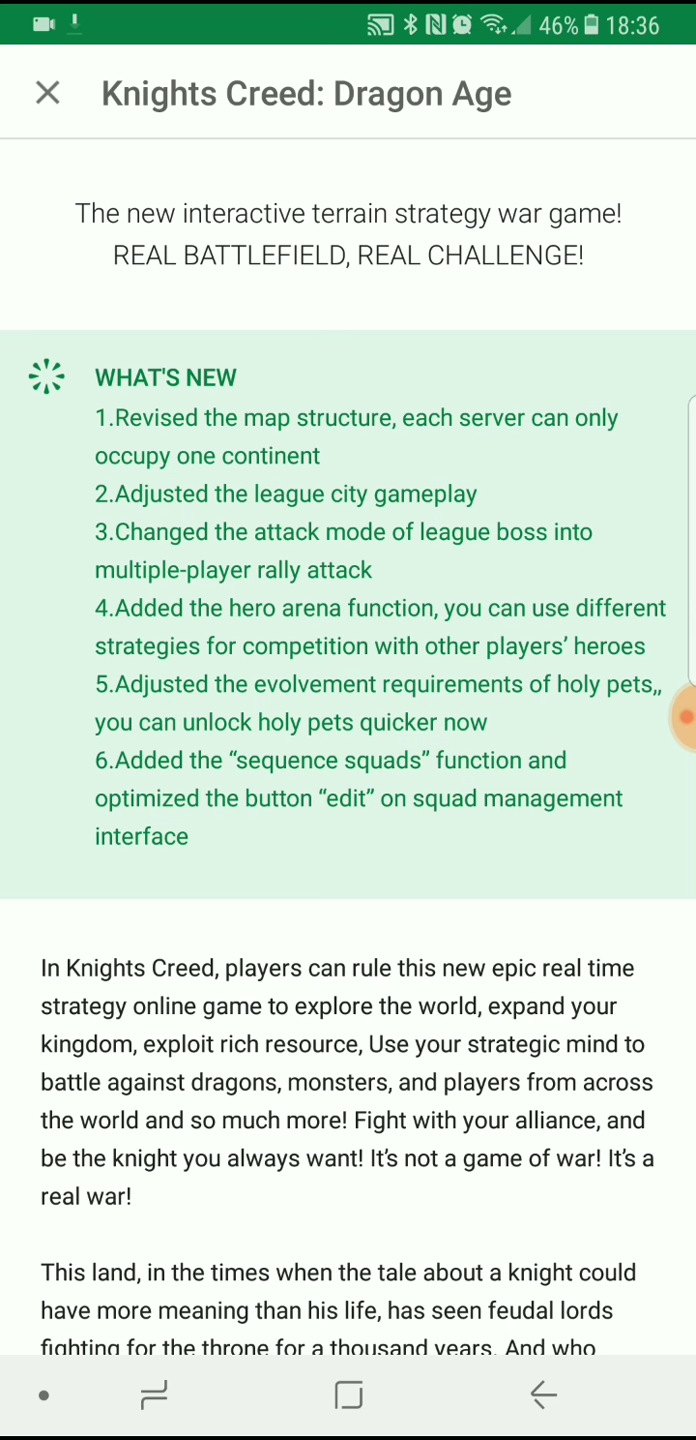 46% 18:36
Knights Creed: Dragon Age
The new interactive terrain strategy war game!
REAL BATTLEFIELD, REAL CHALLENGE!
WHAT'S NEW
1.Revised the map structure, each server can only
occupy one continent
2.Adjusted the league city gameplay
3.Changed the attack mode of league boss into
multiple-player rally attack
4.Added the hero arena function, you can use different
strategies for competition with other players’ heroes
5.Adjusted the evolvement requirements of holy pets,,
you can unlock holy pets quicker now
6.Added the “sequence squads” function and
optimized the button “edit” on squad management
interface
In Knights Creed, players can rule this new epic real time
strategy online game to explore the world, expand your
kingdom, exploit rich resource, Use your strategic mind to
battle against dragons, monsters, and players from across
the world and so much more! Fight with your alliance, and
be the knight you always want! It’s not a game of war! It’s a
real war!
This land, in the times when the tale about a knight could
have more meaning than his life, has seen feudal lords
fighting for the throne for a thousand years. And who